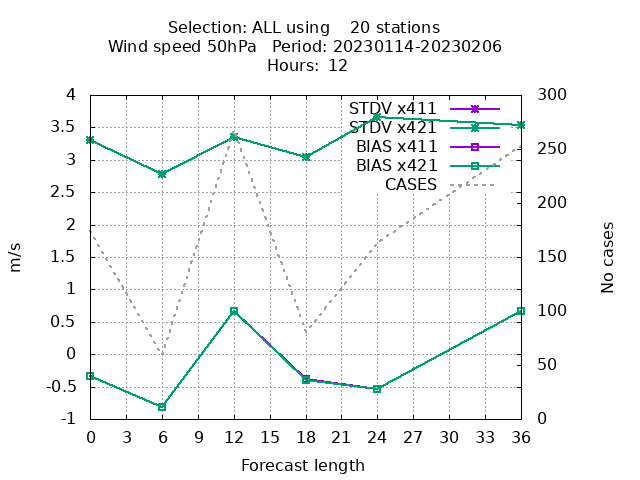 Selection: ALL using    20 stations
Wind speed 50hPa   Period: 20230114-20230206
Hours:  12
STDV x411
STDV x421
BIAS x411
BIAS x421
CASES
4
3.5
3
2.5
2
1.5
1
0.5
0
-0.5
-1
m/s
300
250
200
150
100
50
0
No cases
0 3 6 9 12 15 18 21 24 27 30 33 36
Forecast length